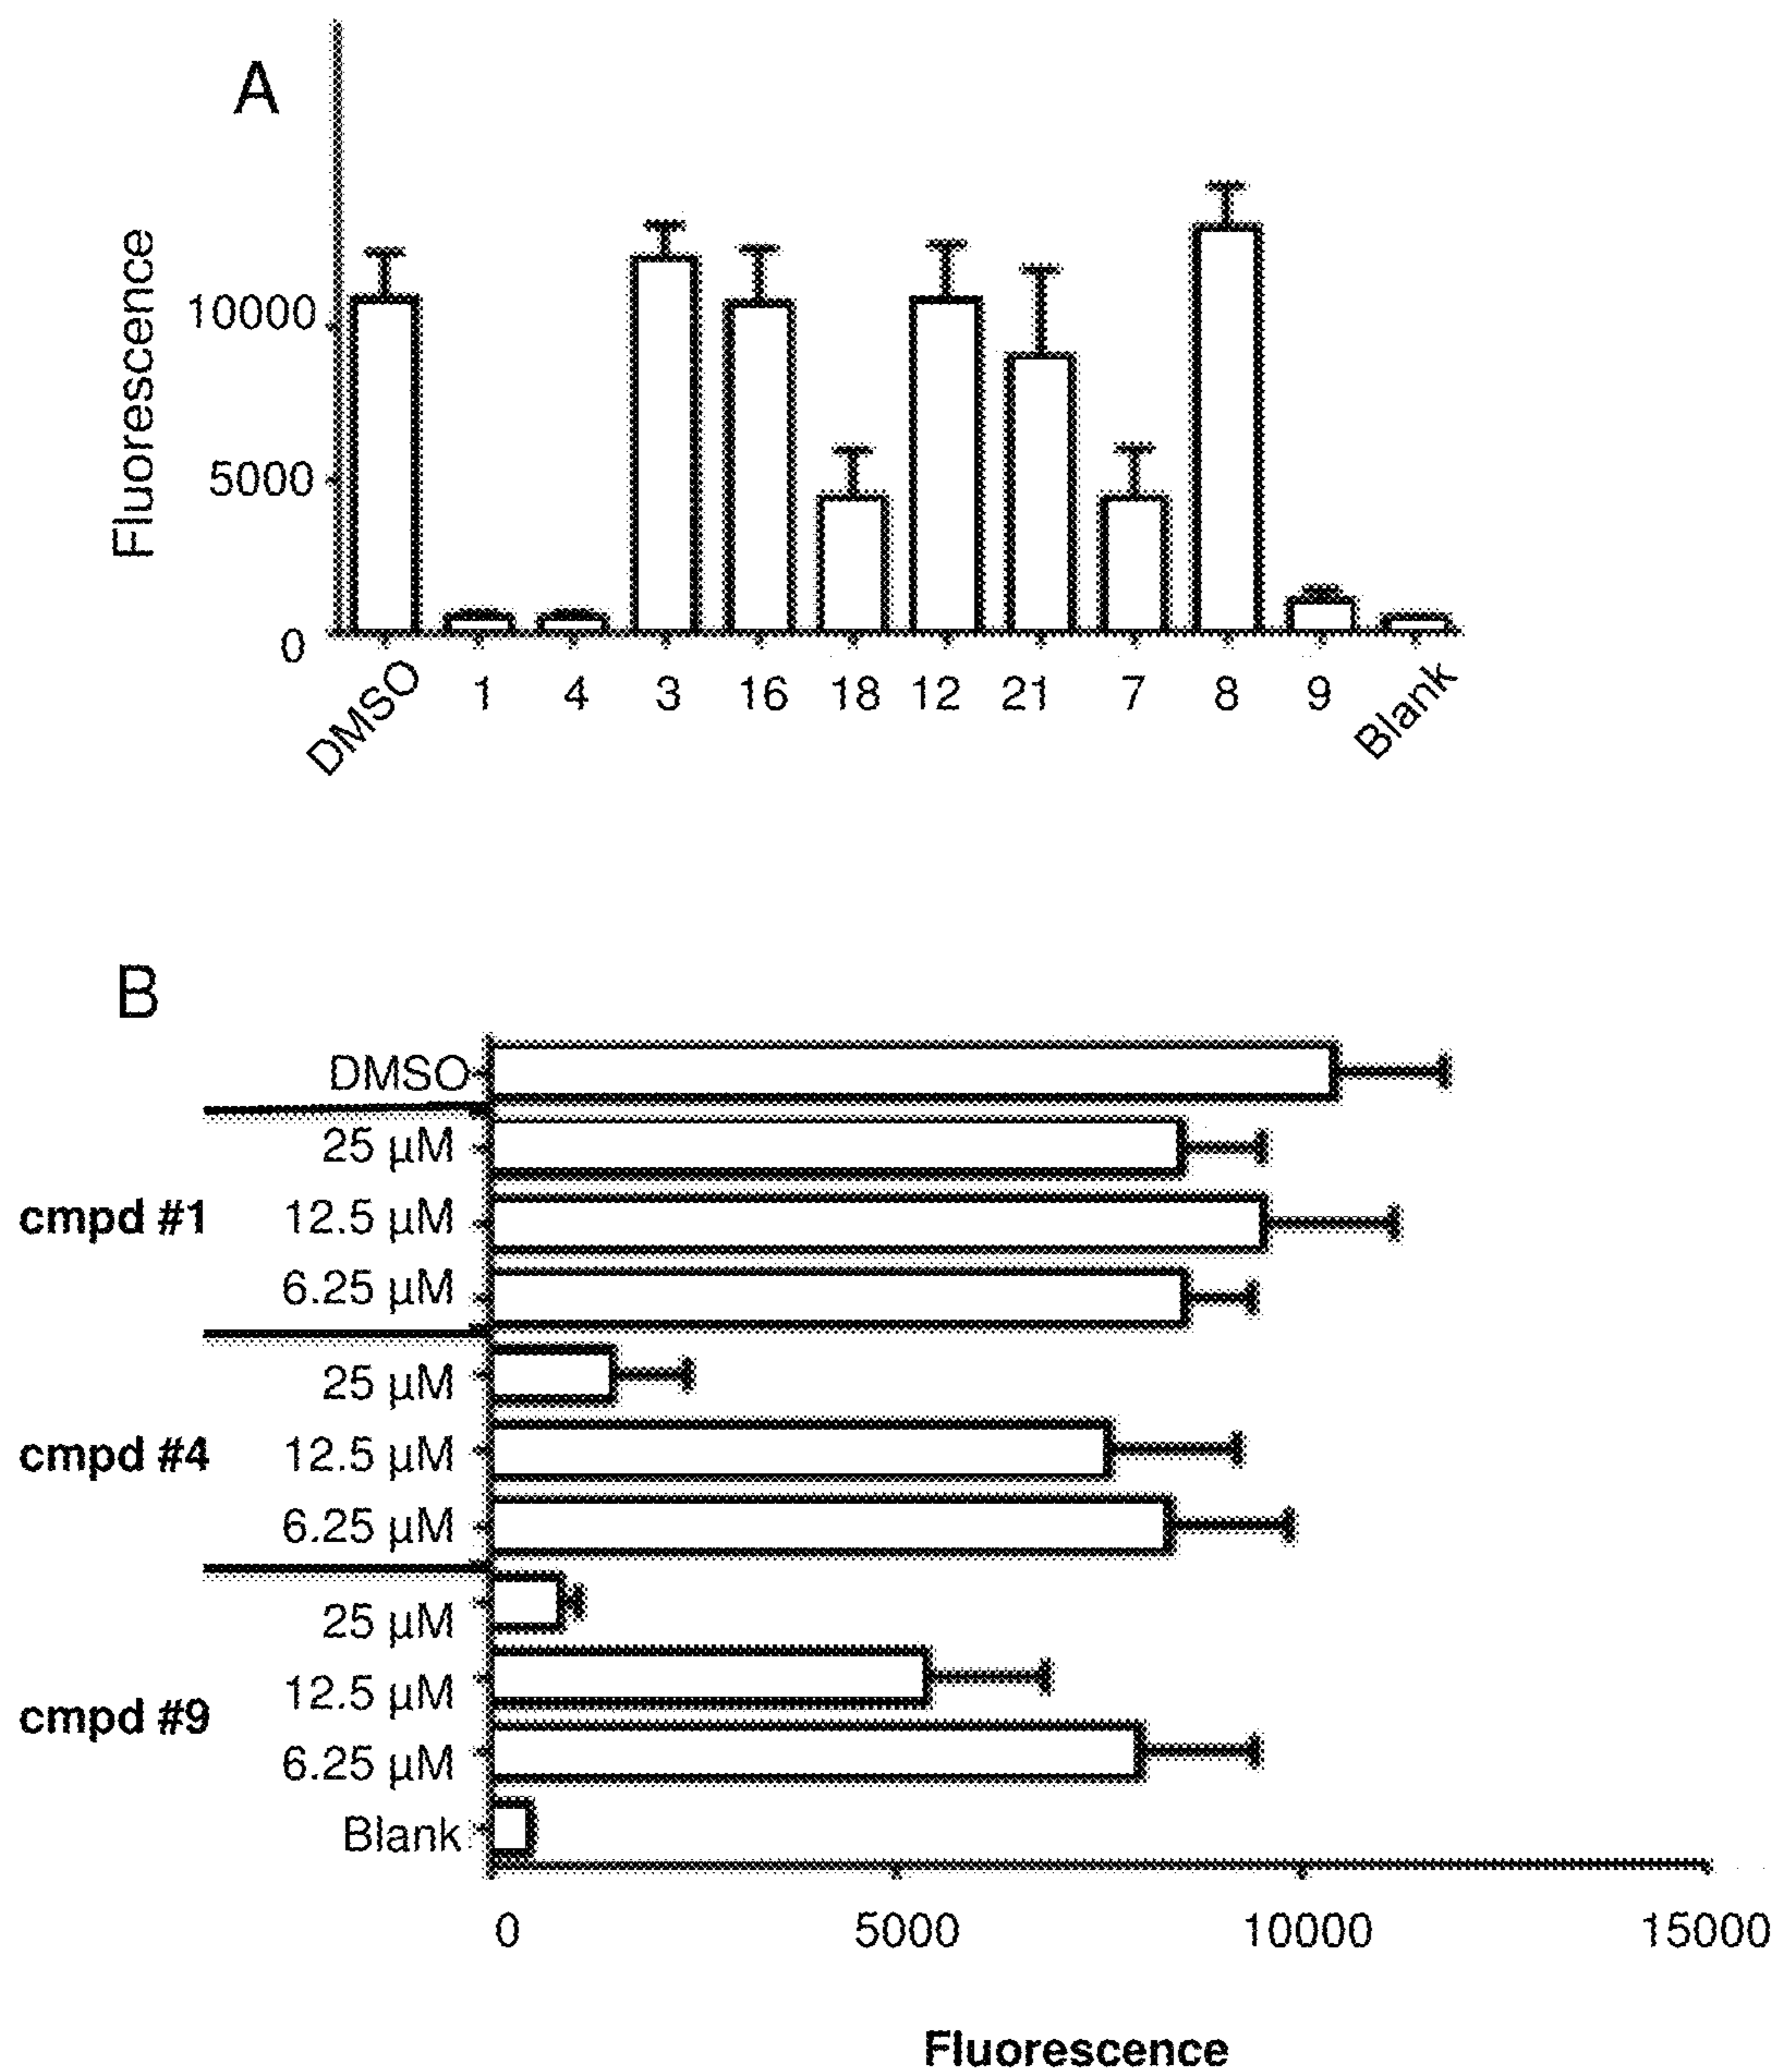 A
Fluorescence
10000
5000
0
DMSO 1 4 3 16 18 12 21 7 8 9 Blank
B
DMSO
25 µM
cmpd #1 12.5 µM
6.25 µM
25 µM
cmpd #4 12.5 µM
6.25 µM
25 µM
12.5 µM
cmpd #9
6.25 µM
Blank
0 5000 10000 15000
Fluorescence